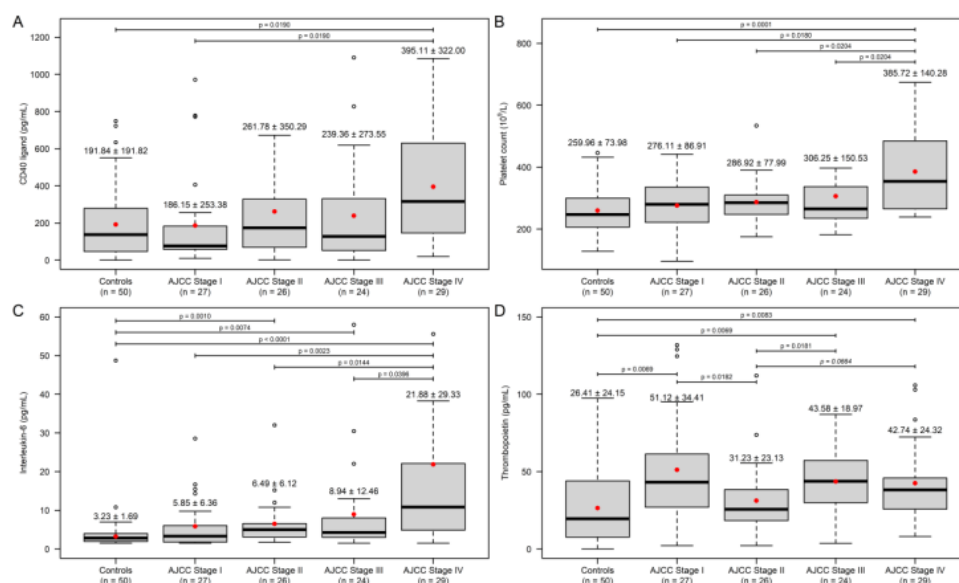 A
p = 0.0190
p = 0.0190
395.11 ± 322.00
261.78 ± 350.29
239.36 ± 273.55
191.84 ± 191.82
186.15 ± 253.38
CD40 ligand (pg/mL)
1200
1000
800
600
400
200
0
Controls
(n = 50)
AJCC Stage I
(n = 27)
AJCC Stage II
(n = 26)
AJCC Stage III
(n = 24)
AJCC Stage IV
(n = 29)
B
p = 0.0001
p = 0.0180
p = 0.0204
p = 0.0204
385.72 ± 140.28
259.96 ± 73.98
276.11 ± 86.91
286.92 ± 77.99
306.25 ± 150.53
Platelet count (10⁹/L)
800
600
400
200
Controls
(n = 50)
AJCC Stage I
(n = 27)
AJCC Stage II
(n = 26)
AJCC Stage III
(n = 24)
AJCC Stage IV
(n = 29)
C
p = 0.0010
p = 0.0074
p < 0.0001
p = 0.0023
p = 0.0144
p = 0.0396
21.88 ± 29.33
3.23 ± 1.69
5.85 ± 6.36
6.49 ± 6.12
8.94 ± 12.46
Interleukin-6 (pg/mL)
60
50
40
30
20
10
0
Controls
(n = 50)
AJCC Stage I
(n = 27)
AJCC Stage II
(n = 26)
AJCC Stage III
(n = 24)
AJCC Stage IV
(n = 29)
D
p = 0.0083
p = 0.0069
p = 0.0181
p = 0.0069
p = 0.0182
26.41 ± 24.15
51.12 ± 34.41
31.23 ± 23.13
43.58 ± 18.97
42.74 ± 24.32
Thrombopoietin (pg/mL)
150
100
50
0
Controls
(n = 50)
AJCC Stage I
(n = 27)
AJCC Stage II
(n = 26)
AJCC Stage III
(n = 24)
AJCC Stage IV
(n = 29)